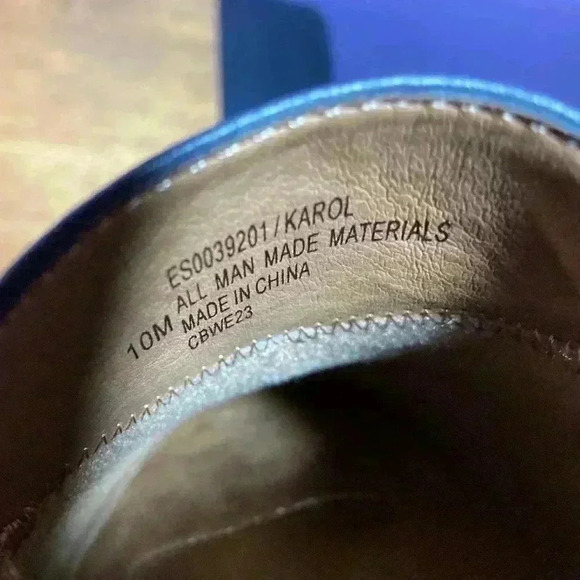 ES0039201/KAROL
ALL MAN MADE MATERIALS
10M MADE IN CHINA
CBWE23